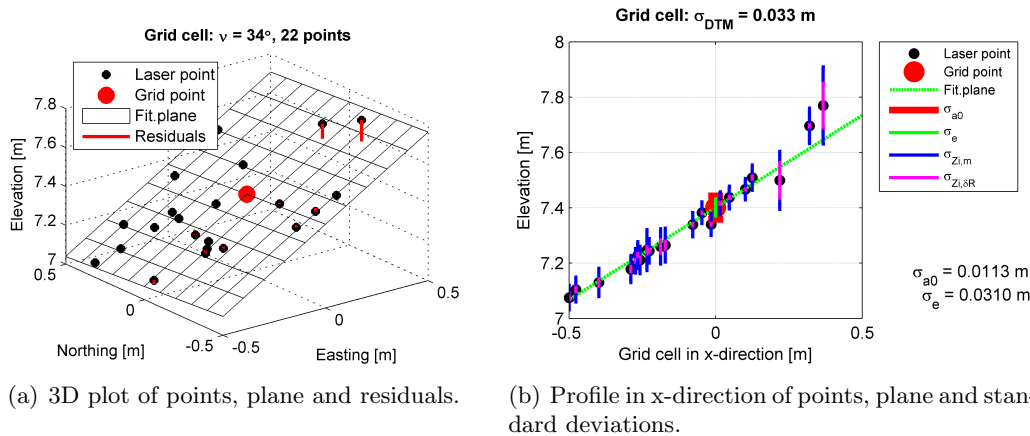 Grid cell: ν = 34°, 22 points
Laser point
Grid point
Fit.plane
Residuals
Elevation [m]
7.8
7.6
7.4
7.2
7
0.5
0
-0.5
Northing [m]
-0.5
0
0.5
Easting [m]
(a) 3D plot of points, plane and residuals.
Grid cell: σDTM = 0.033 m
Elevation [m]
8
7.8
7.6
7.4
7.2
7
-0.5
0
0.5
Grid cell in x-direction [m]
Laser point
Grid point
Fit.plane
σa0
σe
σZi,m
σZi,δR
σa0 = 0.0113 m
σe = 0.0310 m
(b) Profile in x-direction of points, plane and stan-
dard deviations.